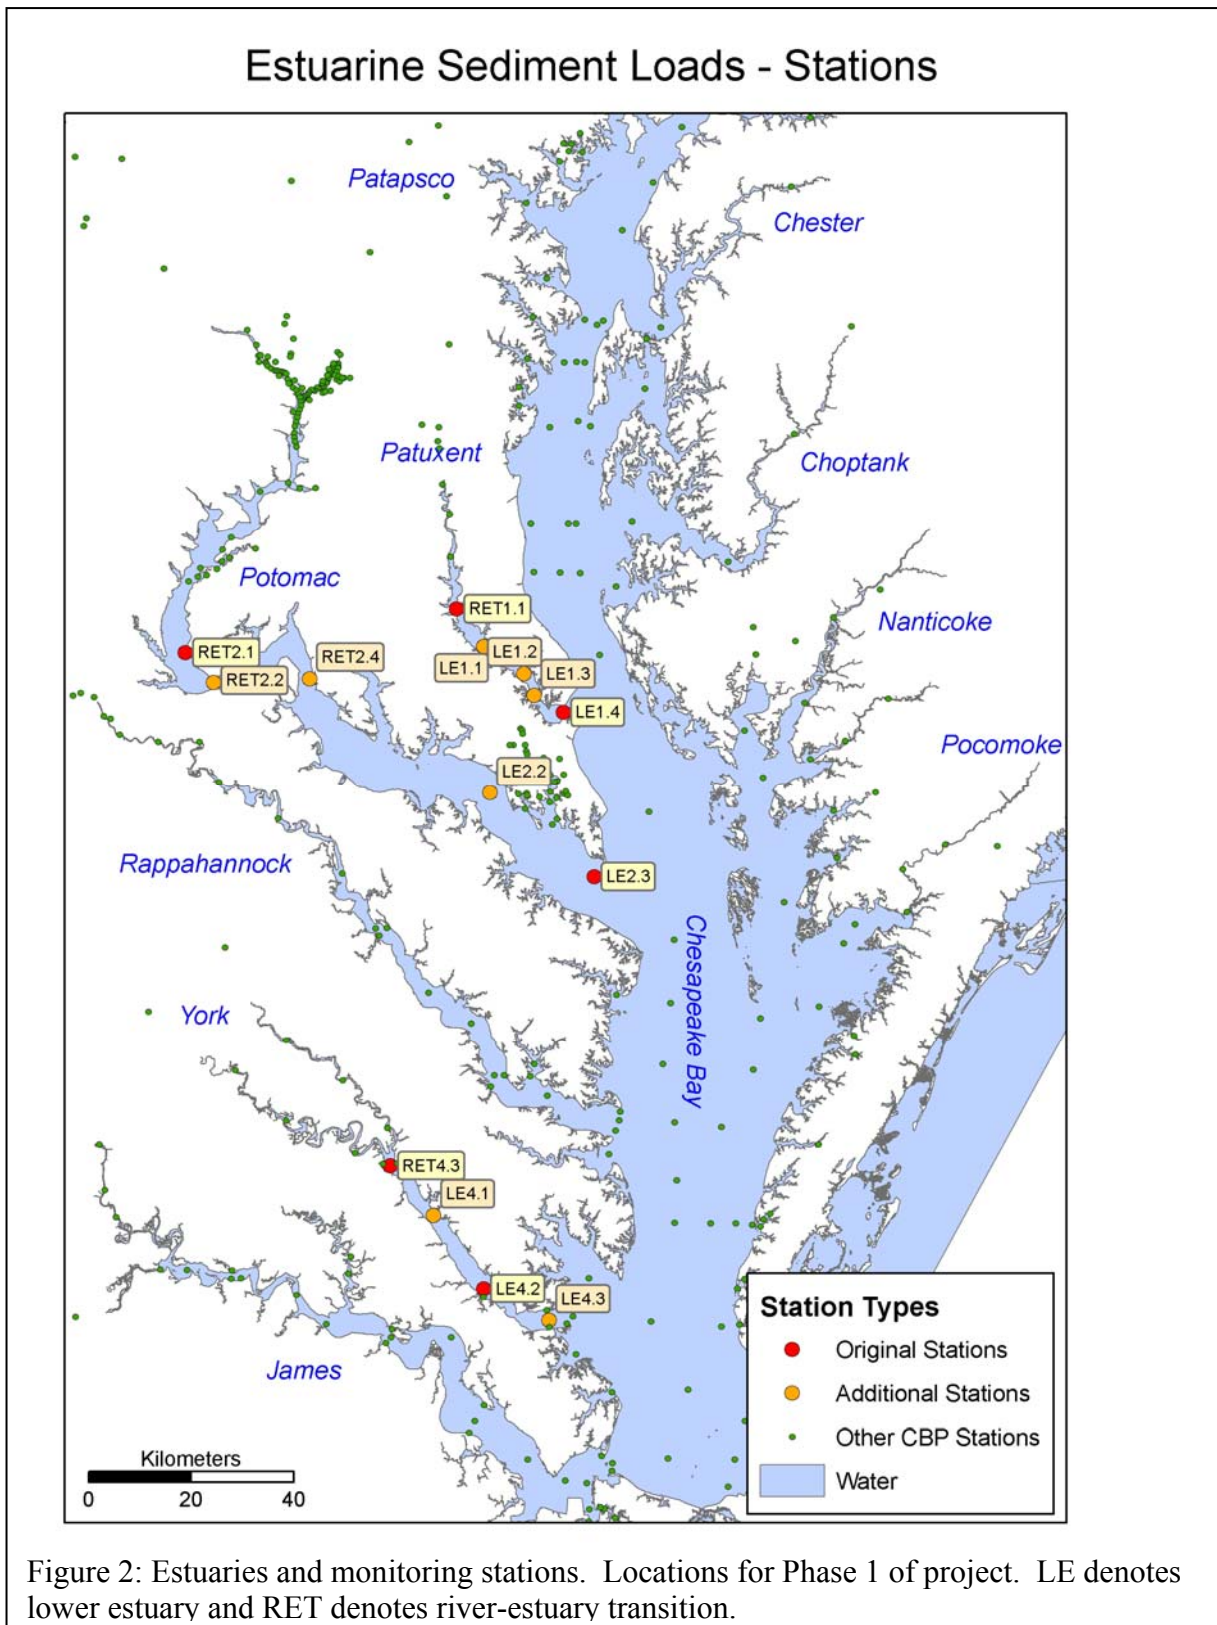 Estuarine Sediment Loads - Stations
Patapsco
Chester
Patuxent
Choptank
Potomac
RET1.1
Nanticoke
RET2.1
RET2.4
LE1.2
LE1.1
LE1.3
RET2.2
LE1.4
Pocomoke
LE2.2
Rappahannock
LE2.3
Chesapeake Bay
York
RET4.3
LE4.1
LE4.2
LE4.3
James
Station Types
Original Stations
Additional Stations
Other CBP Stations
Water
Kilometers
0 20 40
Figure 2: Estuaries and monitoring stations. Locations for Phase 1 of project. LE denotes
lower estuary and RET denotes river-estuary transition.